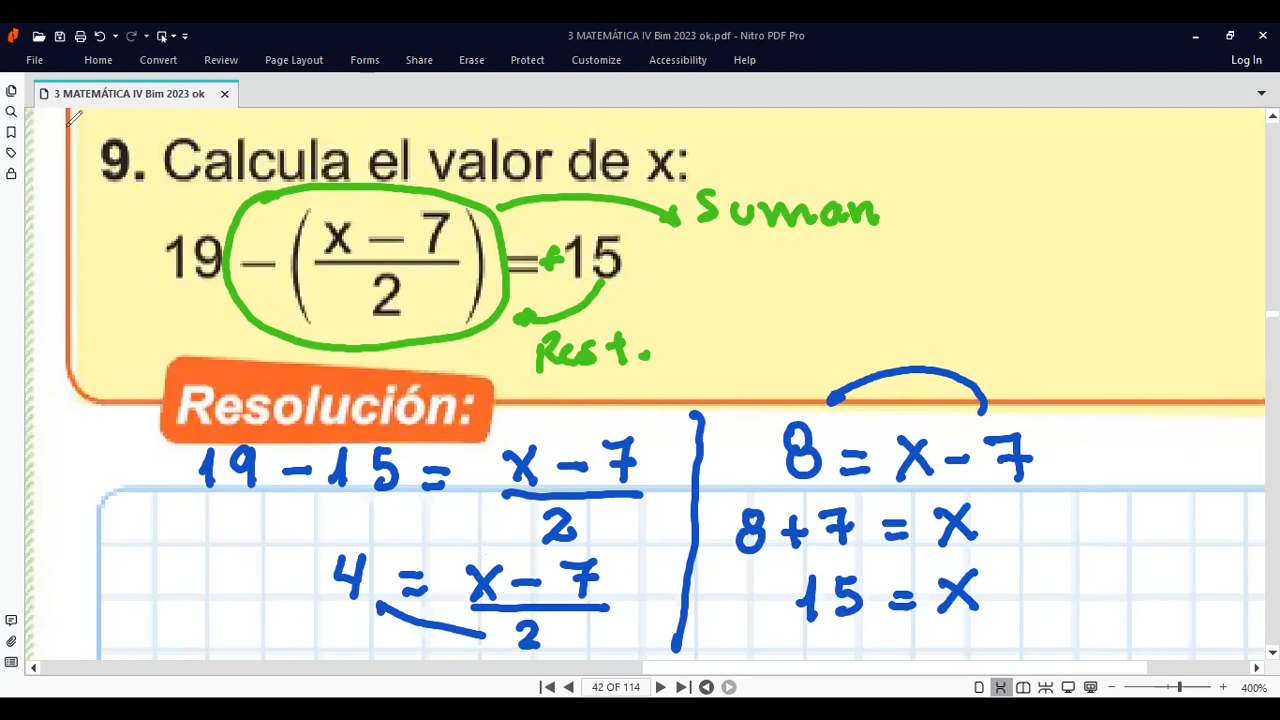 3 MATEMÁTICA IV Bim 2023 ok.pdf - Nitro PDF Pro
File Home Convert Review Page Layout Forms Share Erase Protect Customize Accessibility Help Log In
3 MATEMÁTICA IV Bim 2023 ok
9. Calcula el valor de x:
Suman
19 − (x − 7 / 2) = +15
Rest.
Resolución:
19 − 15 = x − 7 / 2
4 = x − 7 / 2
8 = x − 7
8 + 7 = x
15 = x
42 OF 114
400%